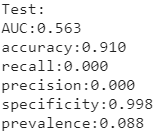 Test:
AUC:0.563
accuracy:0.910
recall:0.000
precision:0.000
specificity:0.998
prevalence:0.088